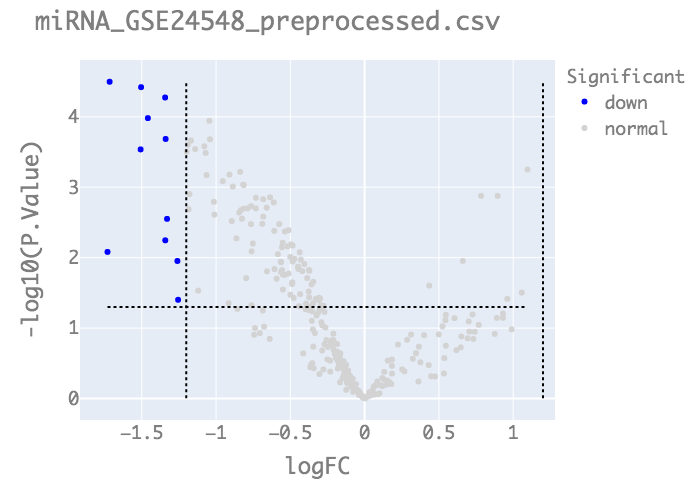 miRNA_GSE24548_preprocessed.csv
Significant
down
normal
-log10(P.Value)
4
3
2
1
0
−1.5
−1
−0.5
0
0.5
1
logFC